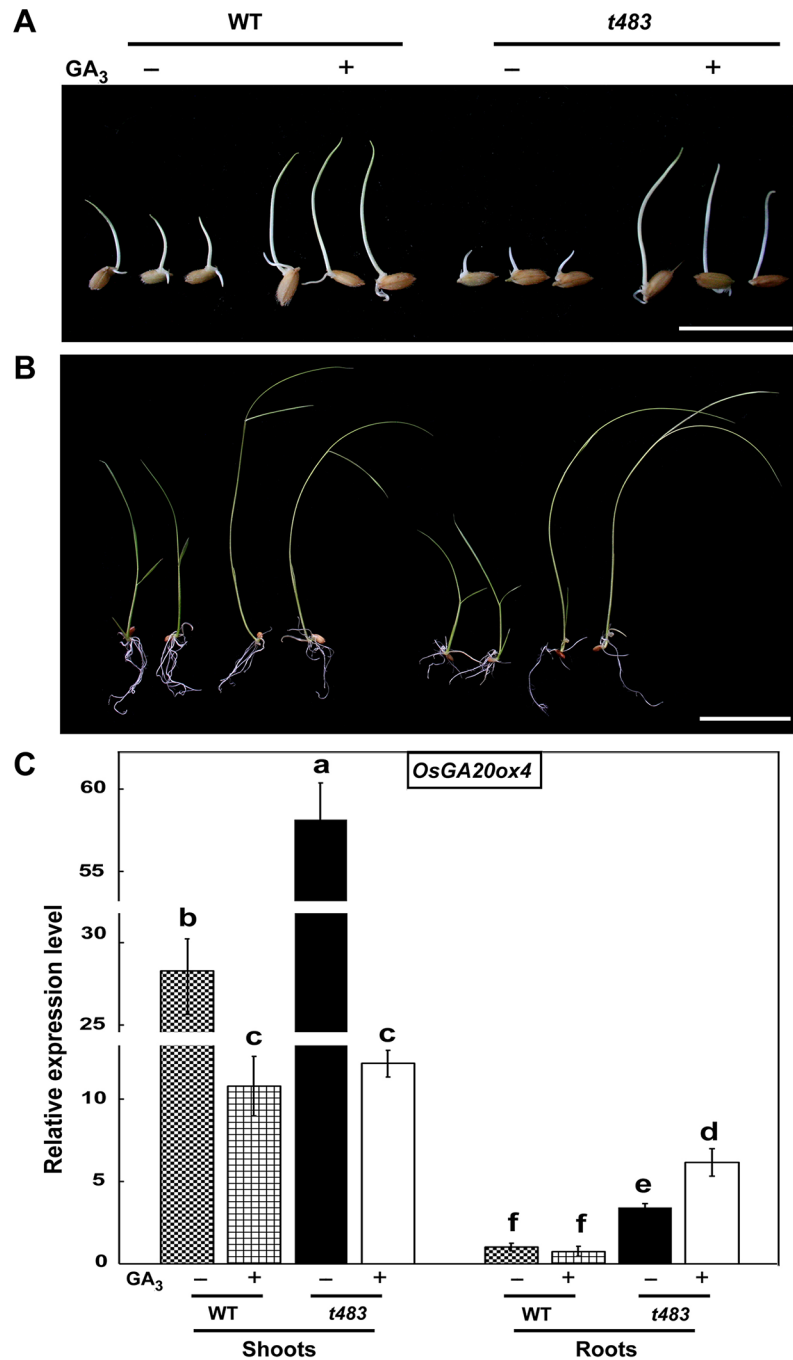 A
WT t483
GA3 – + – +
B
C
OsGA20ox4
Relative expression level
60
55
30
25
10
5
0
a
b
c
c
d
e
f
f
GA3 – + – + – + – +
WT t483 WT t483
Shoots Roots